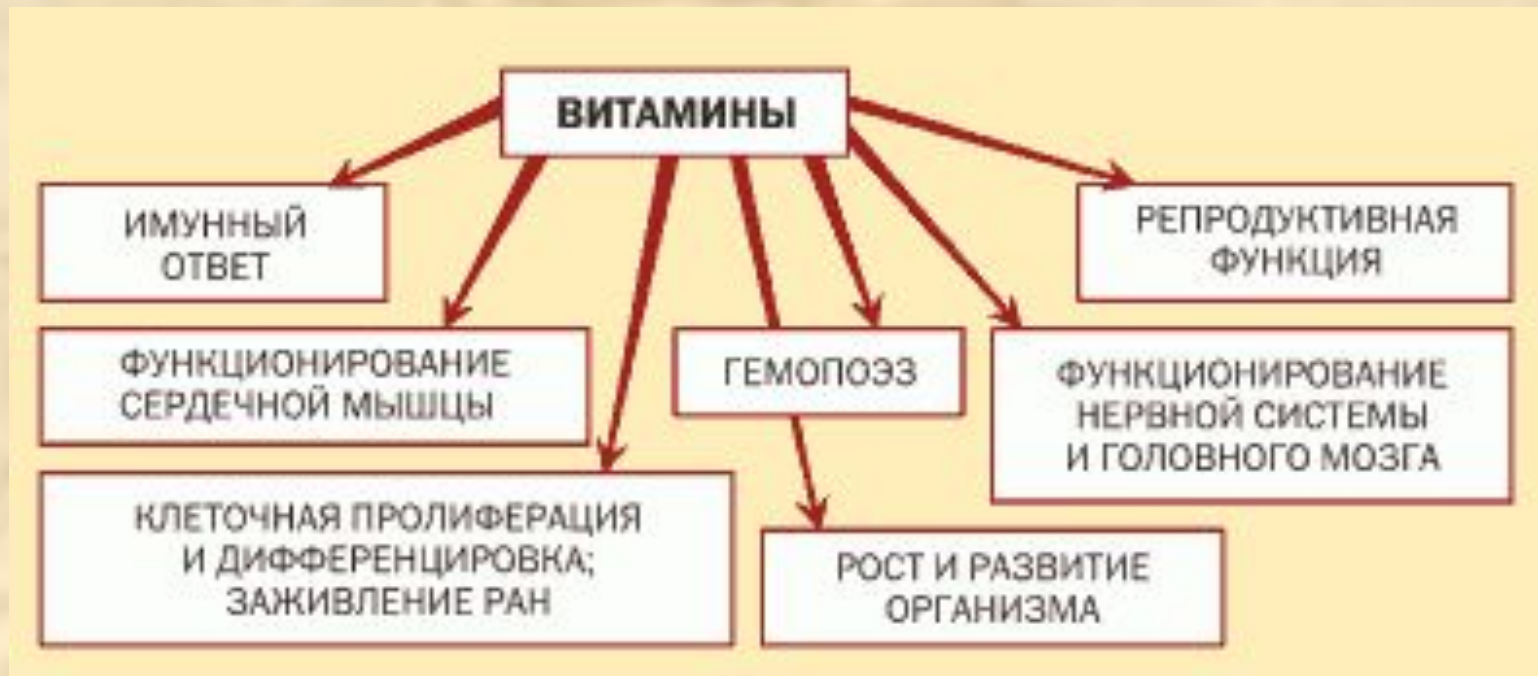 ВИТАМИНЫ
ИМУННЫЙ
ОТВЕТ
РЕПРОДУКТИВНАЯ
ФУНКЦИЯ
ФУНКЦИОНИРОВАНИЕ
СЕРДЕЧНОЙ МЫШЦЫ
ГЕМОПОЭЗ
ФУНКЦИОНИРОВАНИЕ
НЕРВНОЙ СИСТЕМЫ
И ГОЛОВНОГО МОЗГА
КЛЕТОЧНАЯ ПРОЛИФЕРАЦИЯ
И ДИФФЕРЕНЦИРОВКА;
ЗАЖИВЛЕНИЕ РАН
РОСТ И РАЗВИТИЕ
ОРГАНИЗМА